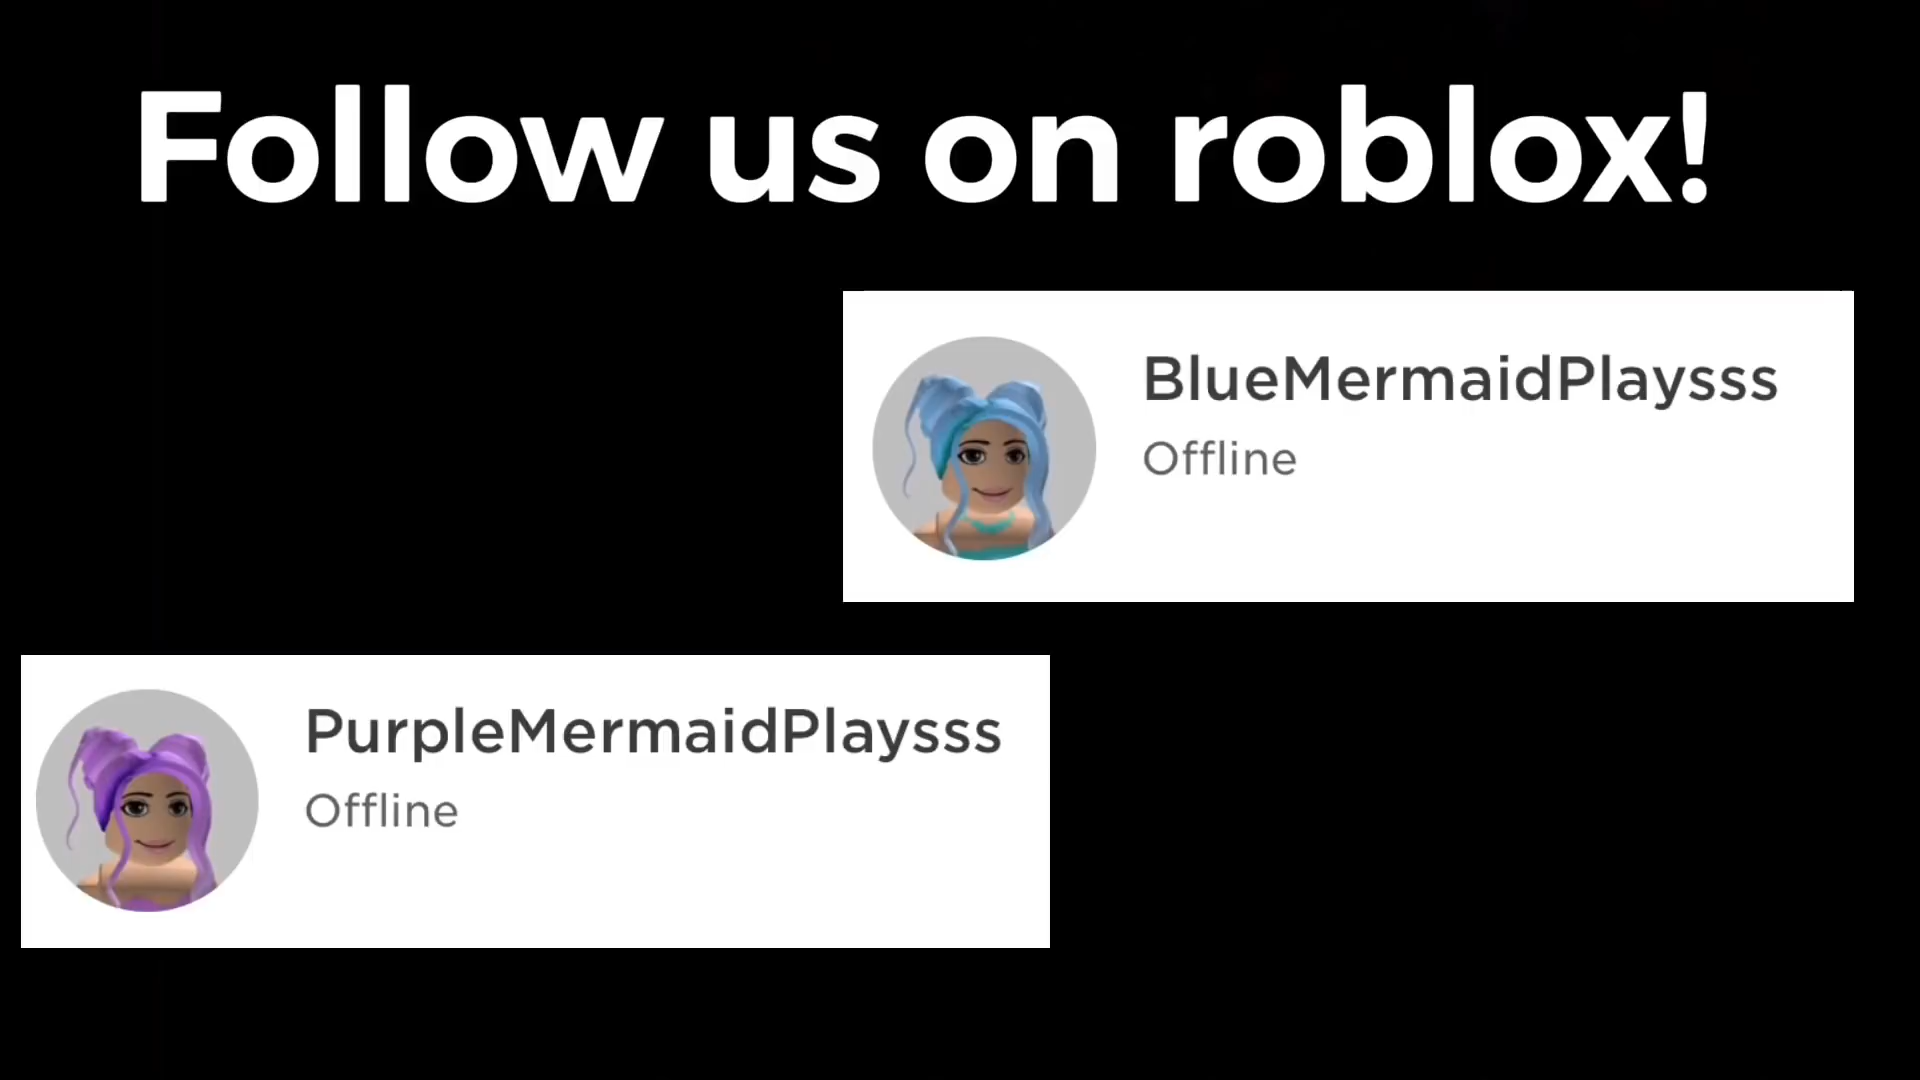 Follow us on roblox!
BlueMermaidPlaysss
Offline
PurpleMermaidPlaysss
Offline